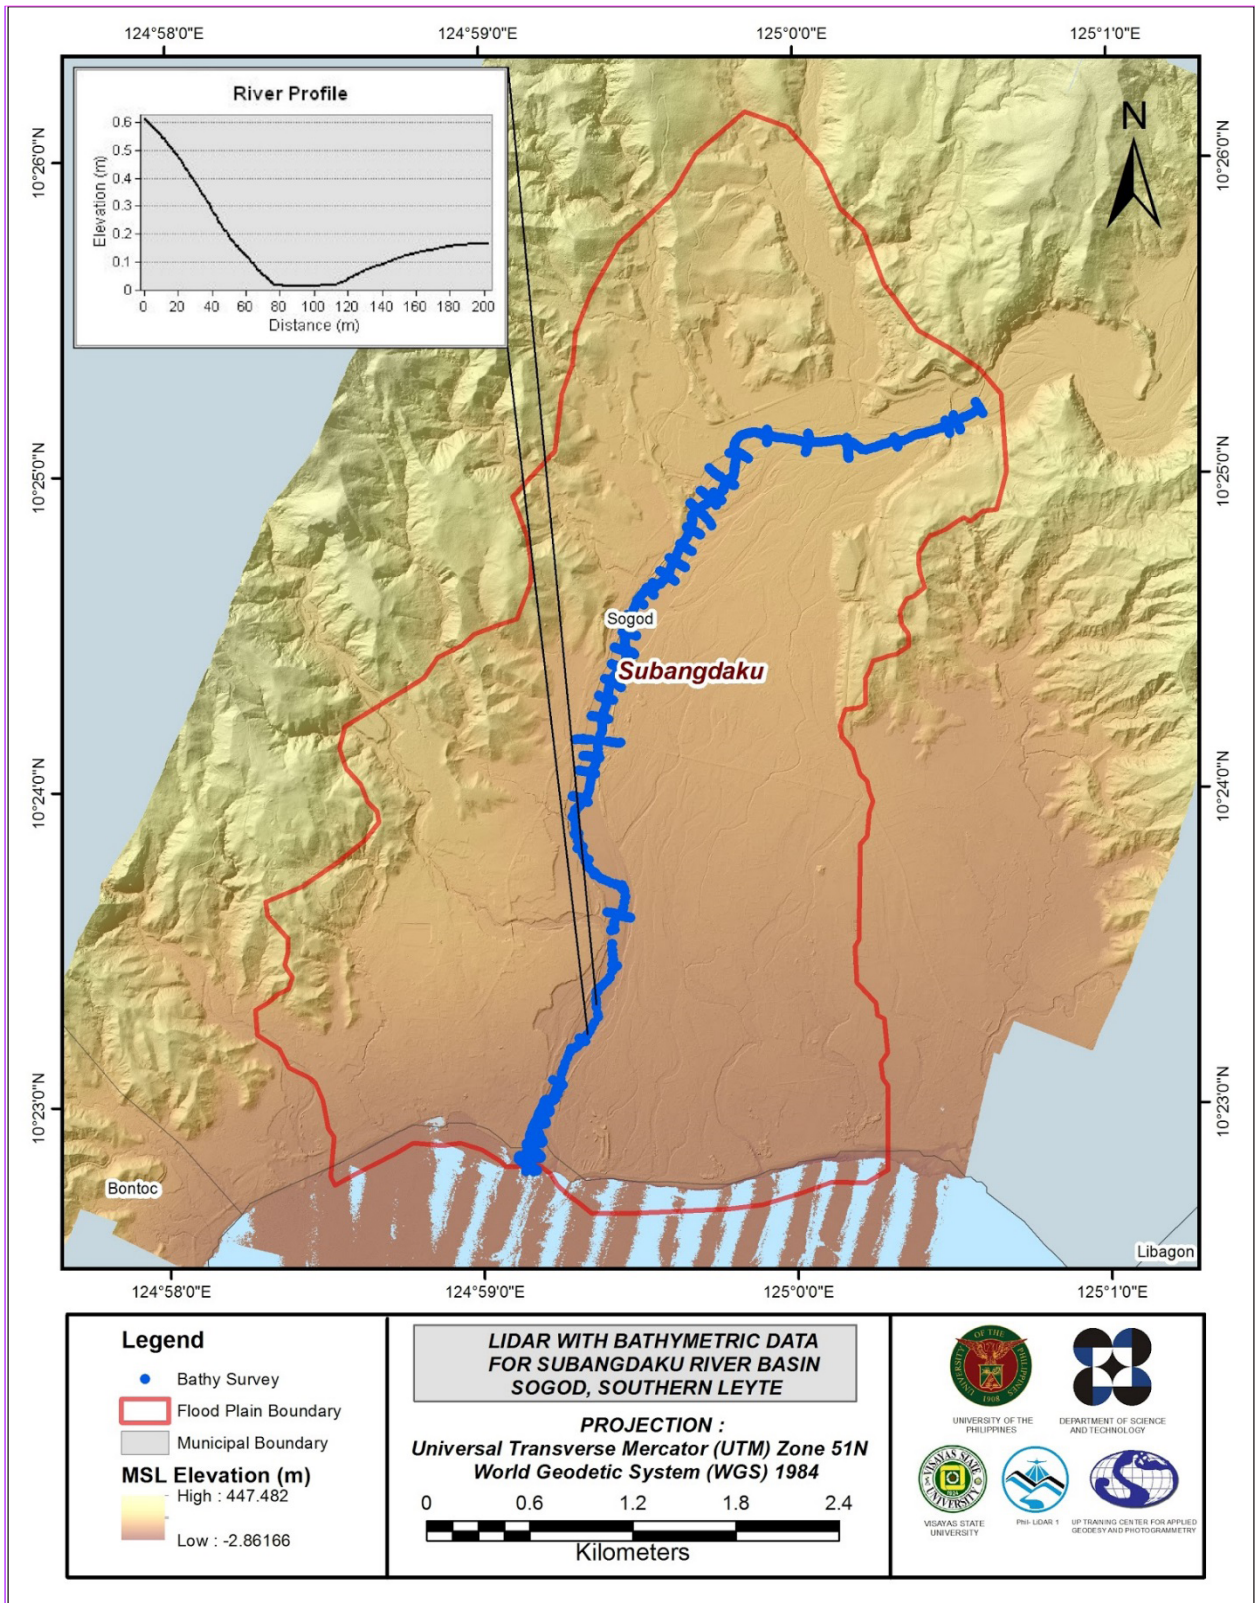 124°58'0"E 124°59'0"E 125°0'0"E 125°1'0"E
River Profile
0.6
0.5
0.4
0.3
0.2
0.1
0
Elevation (m)
0 20 40 60 80 100 120 140 160 180 200
Distance (m)
N
10°26'0"N 10°26'0"N
10°25'0"N 10°25'0"N
Sogod
Subangdaku
10°24'0"N 10°24'0"N
10°23'0"N 10°23'0"N
Bontoc
Libagon
124°58'0"E 124°59'0"E 125°0'0"E 125°1'0"E
Legend
Bathy Survey
Flood Plain Boundary
Municipal Boundary
MSL Elevation (m)
High : 447.482
Low : -2.86166
LIDAR WITH BATHYMETRIC DATA
FOR SUBANGDAKU RIVER BASIN
SOGOD, SOUTHERN LEYTE
PROJECTION :
Universal Transverse Mercator (UTM) Zone 51N
World Geodetic System (WGS) 1984
0 0.6 1.2 1.8 2.4
Kilometers
UNIVERSITY OF THE PHILIPPINES
1908
UNIVERSITY OF THE
PHILIPPINES
DEPARTMENT OF SCIENCE
AND TECHNOLOGY
VISAYAS STATE UNIVERSITY
VISAYAS STATE
UNIVERSITY
Phil- LiDAR 1
UP TRAINING CENTER FOR APPLIED
GEODESY AND PHOTOGRAMMETRY